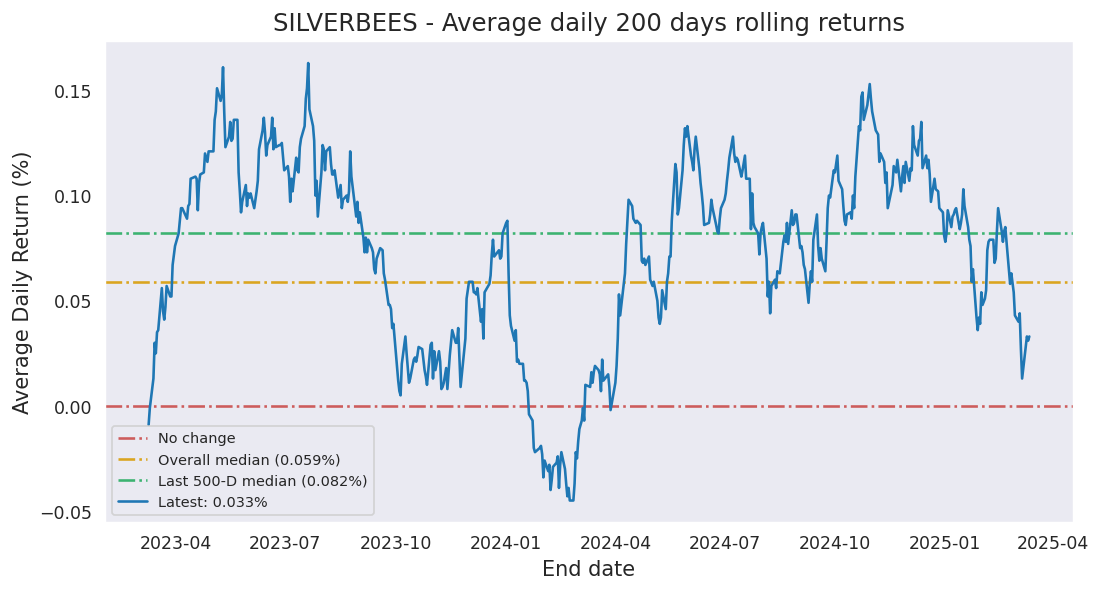 SILVERBEES - Average daily 200 days rolling returns
Average Daily Return (%)
0.15
0.10
0.05
0.00
−0.05
No change
Overall median (0.059%)
Last 500-D median (0.082%)
Latest: 0.033%
2023-04 2023-07 2023-10 2024-01 2024-04 2024-07 2024-10 2025-01 2025-04
End date